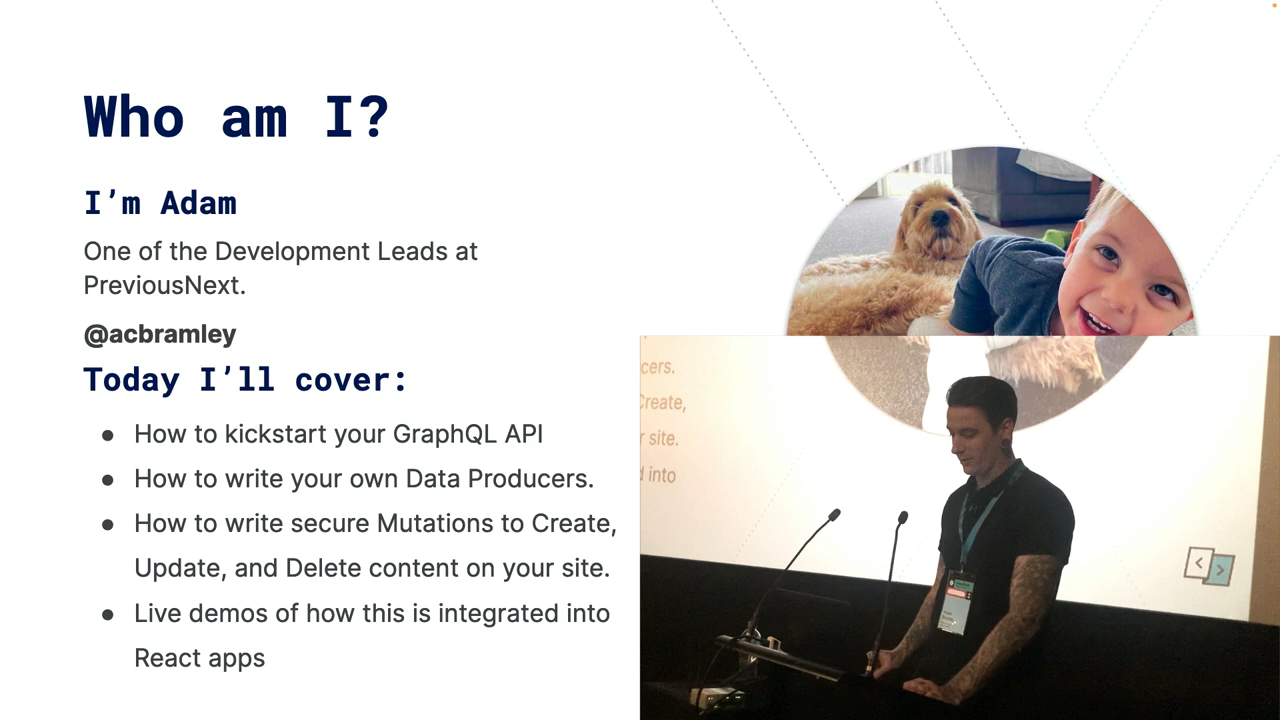 Who am I?
I’m Adam
One of the Development Leads at
PreviousNext.
@acbramley
Today I’ll cover:
● How to kickstart your GraphQL API
● How to write your own Data Producers.
● How to write secure Mutations to Create,
Update, and Delete content on your site.
● Live demos of how this is integrated into
React apps
cers.
Create,
r site.
d into